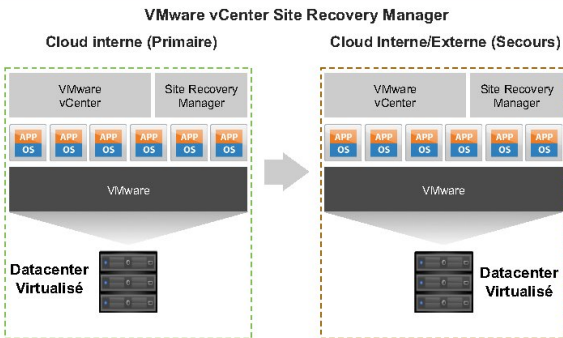 VMware vCenter Site Recovery Manager
Cloud interne (Primaire)
VMware
vCenter
Site Recovery
Manager
APP APP APP APP APP APP
OS OS OS OS OS OS
VMware
Datacenter
Virtualisé
Cloud Interne/Externe (Secours)
VMware
vCenter
Site Recovery
Manager
APP APP APP APP APP APP
OS OS OS OS OS OS
VMware
Datacenter
Virtualisé